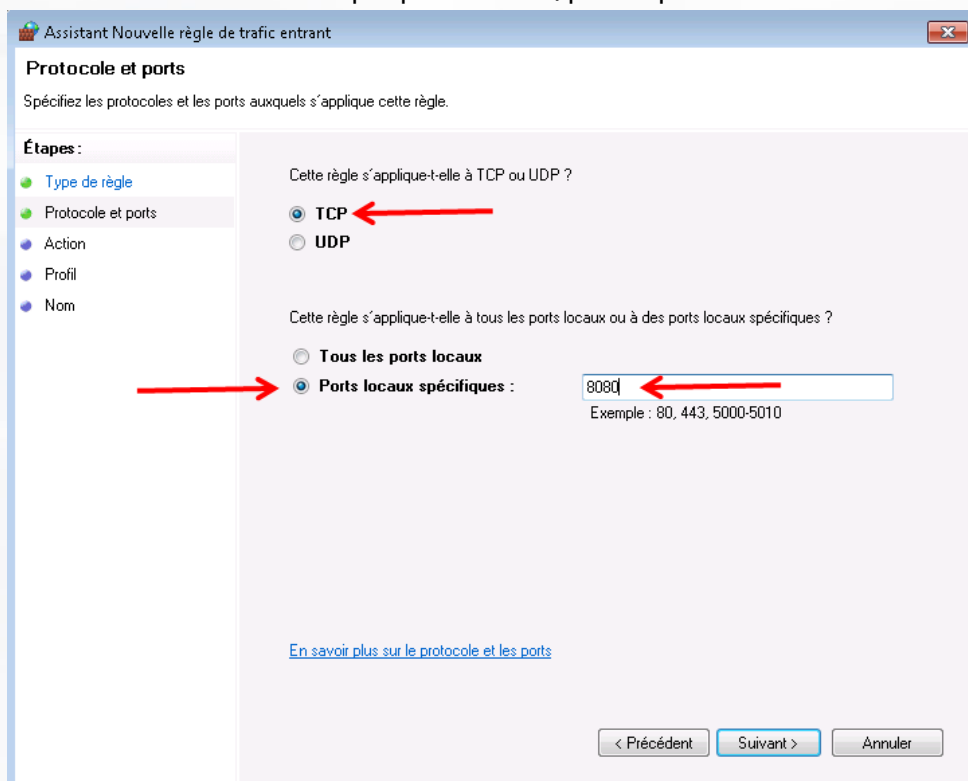 Assistant Nouvelle règle de trafic entrant
Protocole et ports
Spécifiez les protocoles et les ports auxquels s´applique cette règle.
Étapes :
Type de règle
Protocole et ports
Action
Profil
Nom
Cette règle s´applique-t-elle à TCP ou UDP ?
TCP
UDP
Cette règle s´applique-t-elle à tous les ports locaux ou à des ports locaux spécifiques ?
Tous les ports locaux
Ports locaux spécifiques :
8080
Exemple : 80, 443, 5000-5010
En savoir plus sur le protocole et les ports
< Précédent
Suivant >
Annuler